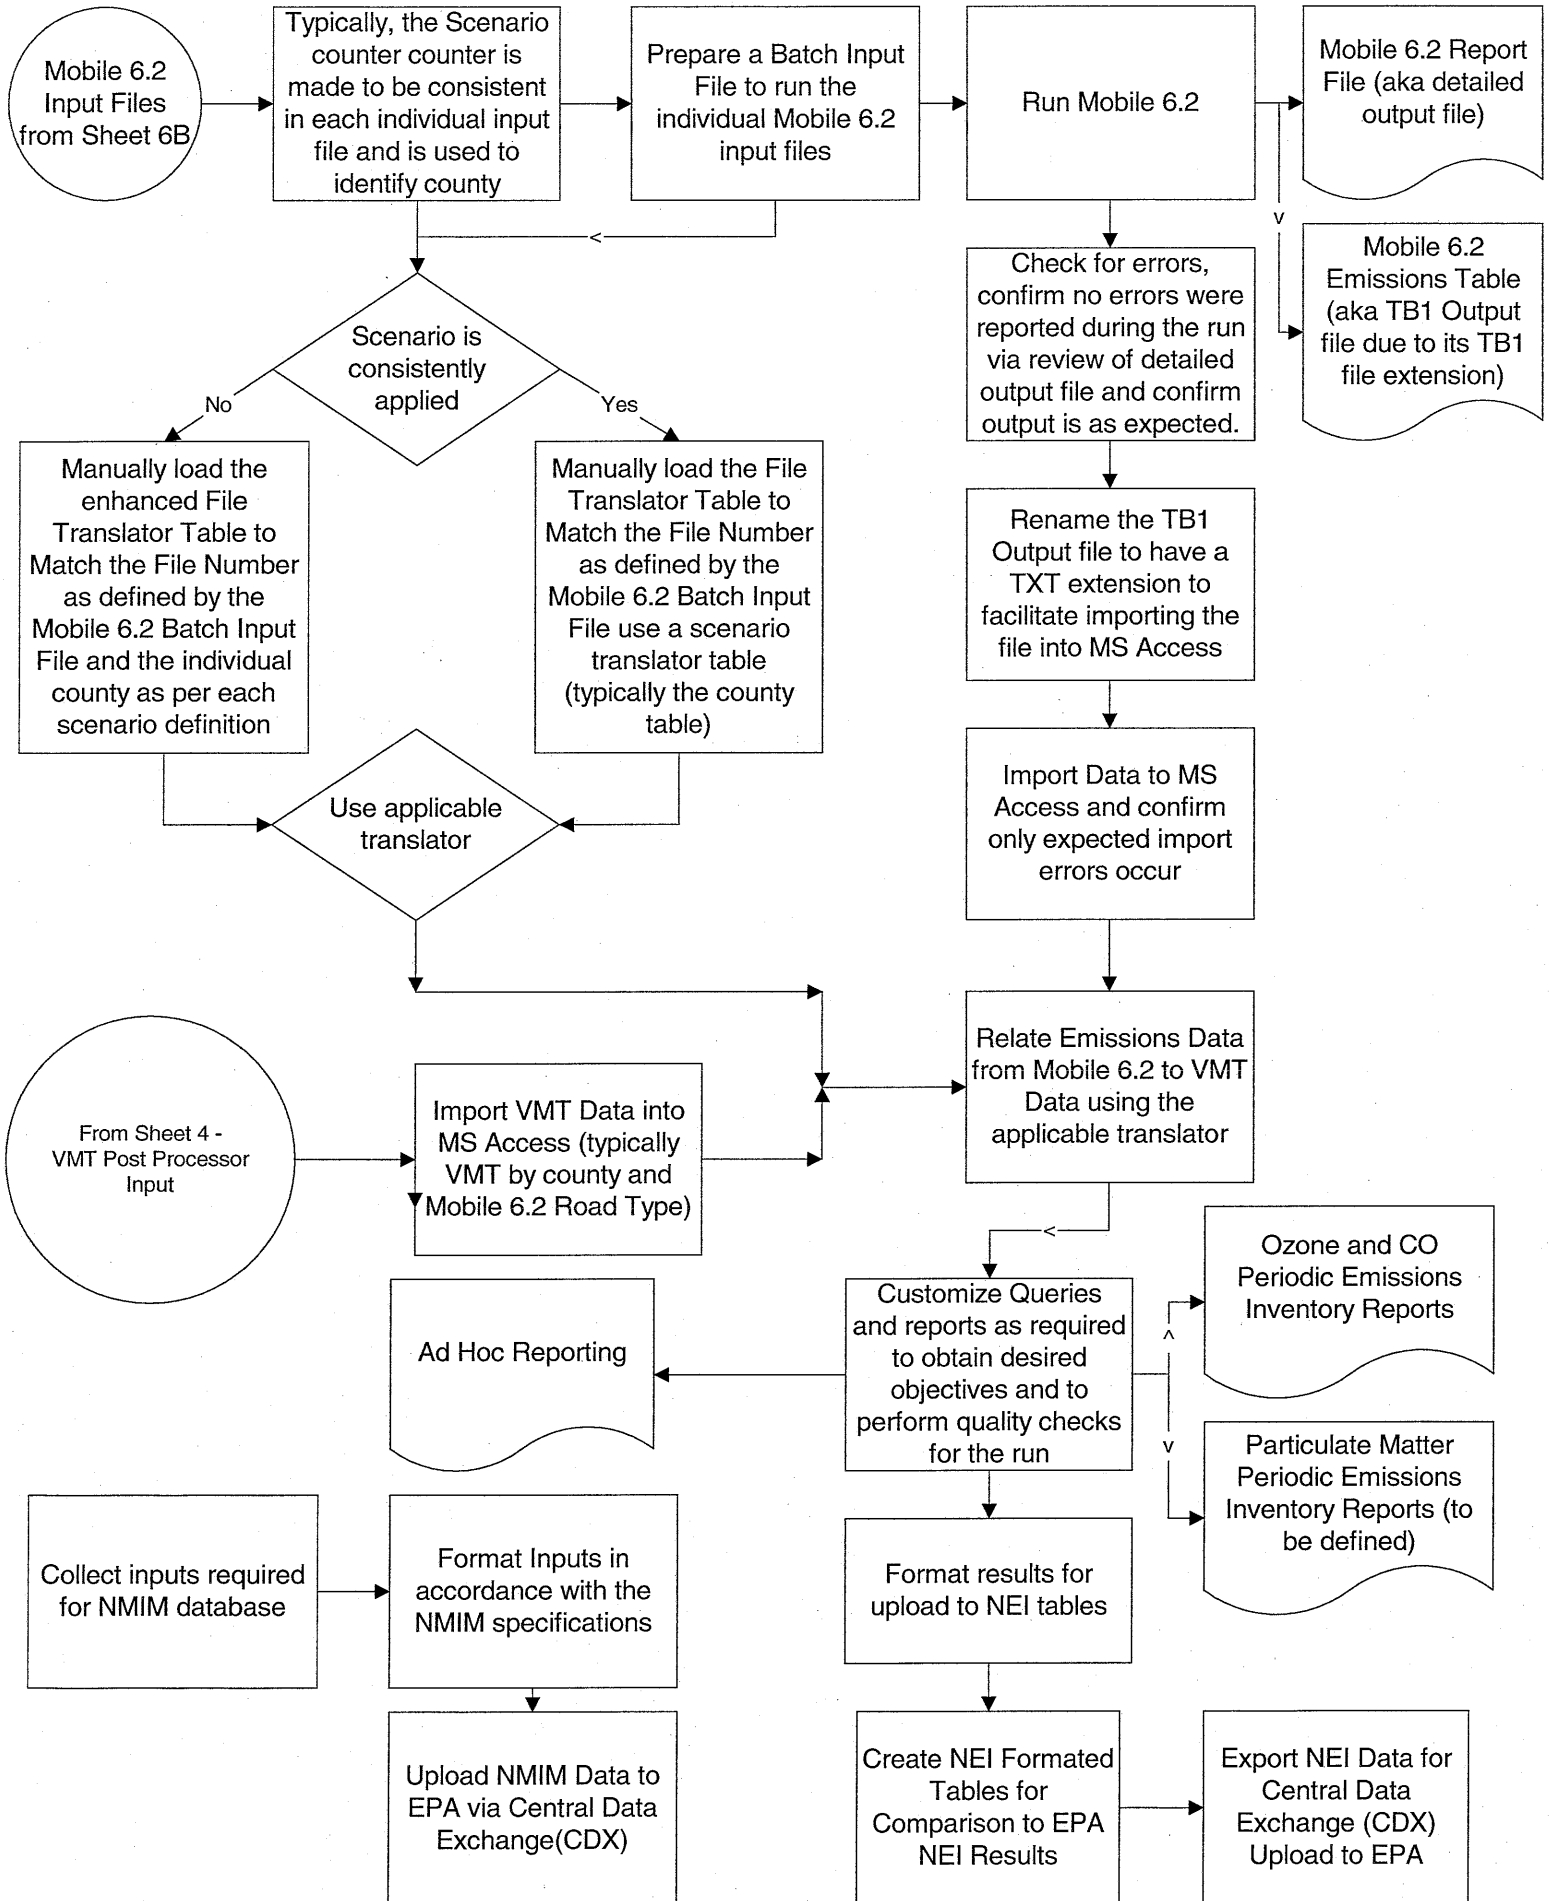 Mobile 6.2
Input Files
from Sheet 6B
Typically, the Scenario
counter counter is
made to be consistent
in each individual input
file and is used to
identify county
Prepare a Batch Input
File to run the
individual Mobile 6.2
input files
Run Mobile 6.2
Mobile 6.2 Report
File (aka detailed
output file)
v
<
Mobile 6.2
Emissions Table
(aka TB1 Output
file due to its TB1
file extension)
Check for errors,
confirm no errors were
reported during the run
via review of detailed
output file and confirm
output is as expected.
Scenario is
consistently
applied
No
Yes
Manually load the
enhanced File
Translator Table to
Match the File Number
as defined by the
Mobile 6.2 Batch Input
File and the individual
county as per each
scenario definition
Manually load the File
Translator Table to
Match the File Number
as defined by the
Mobile 6.2 Batch Input
File use a scenario
translator table
(typically the county
table)
Rename the TB1
Output file to have a
TXT extension to
facilitate importing the
file into MS Access
Use applicable
translator
Import Data to MS
Access and confirm
only expected import
errors occur
Relate Emissions Data
from Mobile 6.2 to VMT
Data using the
applicable translator
From Sheet 4 -
VMT Post Processor
Input
Import VMT Data into
MS Access (typically
VMT by county and
Mobile 6.2 Road Type)
<
Customize Queries
and reports as required
to obtain desired
objectives and to
perform quality checks
for the run
Ad Hoc Reporting
^
Ozone and CO
Periodic Emissions
Inventory Reports
v
Particulate Matter
Periodic Emissions
Inventory Reports (to
be defined)
Collect inputs required
for NMIM database
Format Inputs in
accordance with the
NMIM specifications
Format results for
upload to NEI tables
Upload NMIM Data to
EPA via Central Data
Exchange(CDX)
Create NEI Formated
Tables for
Comparison to EPA
NEI Results
Export NEI Data for
Central Data
Exchange (CDX)
Upload to EPA